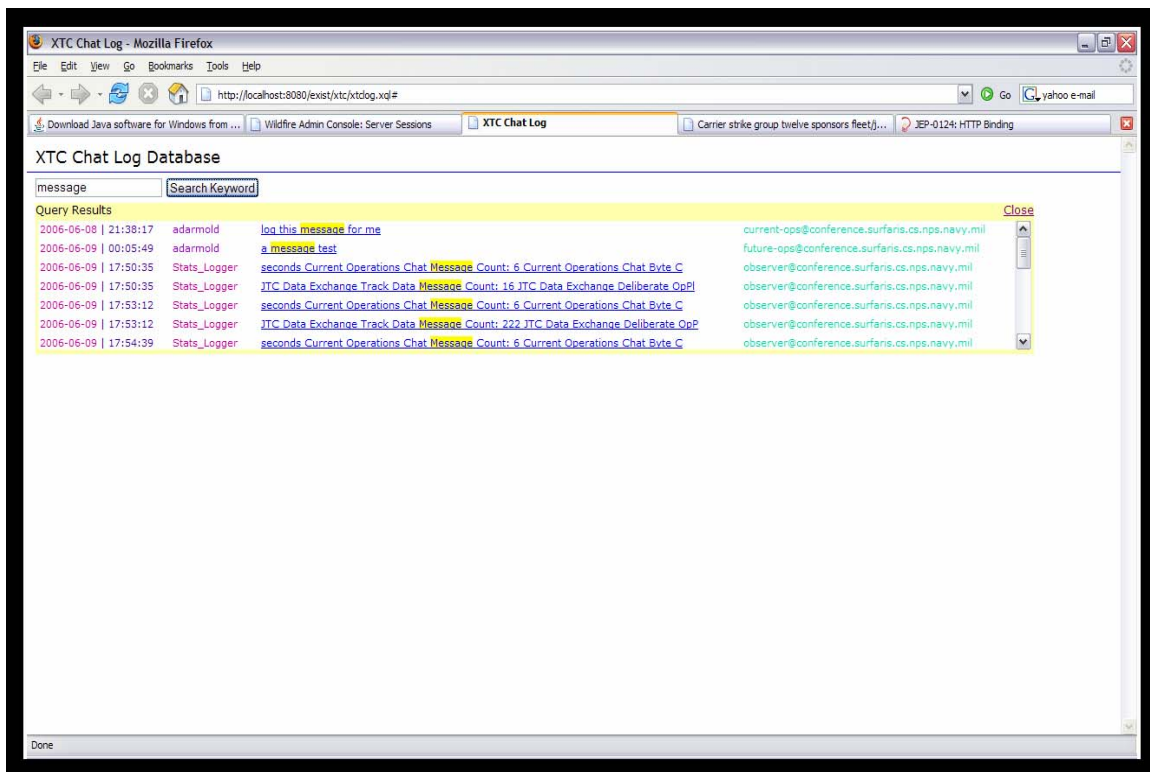 XTC Chat Log - Mozilla Firefox
File Edit View Go Bookmarks Tools Help
http://localhost:8080/exist/xtc/xtclog.xql# Go yahoo e-mail
Download Java software for Windows from ... Wildfire Admin Console: Server Sessions XTC Chat Log Carrier strike group twelve sponsors fleet/j... JEP-0124: HTTP Binding
XTC Chat Log Database
message Search Keyword
Query Results Close
2006-06-08 | 21:38:17 adarmold log this message for me current-ops@conference.surfaris.cs.nps.navy.mil
2006-06-09 | 00:05:49 adarmold a message test future-ops@conference.surfaris.cs.nps.navy.mil
2006-06-09 | 17:50:35 Stats_Logger seconds Current Operations Chat Message Count: 6 Current Operations Chat Byte C observer@conference.surfaris.cs.nps.navy.mil
2006-06-09 | 17:50:35 Stats_Logger JTC Data Exchange Track Data Message Count: 16 JTC Data Exchange Deliberate OpPl observer@conference.surfaris.cs.nps.navy.mil
2006-06-09 | 17:53:12 Stats_Logger seconds Current Operations Chat Message Count: 6 Current Operations Chat Byte C observer@conference.surfaris.cs.nps.navy.mil
2006-06-09 | 17:53:12 Stats_Logger JTC Data Exchange Track Data Message Count: 222 JTC Data Exchange Deliberate OpP observer@conference.surfaris.cs.nps.navy.mil
2006-06-09 | 17:54:39 Stats_Logger seconds Current Operations Chat Message Count: 6 Current Operations Chat Byte C observer@conference.surfaris.cs.nps.navy.mil
Done